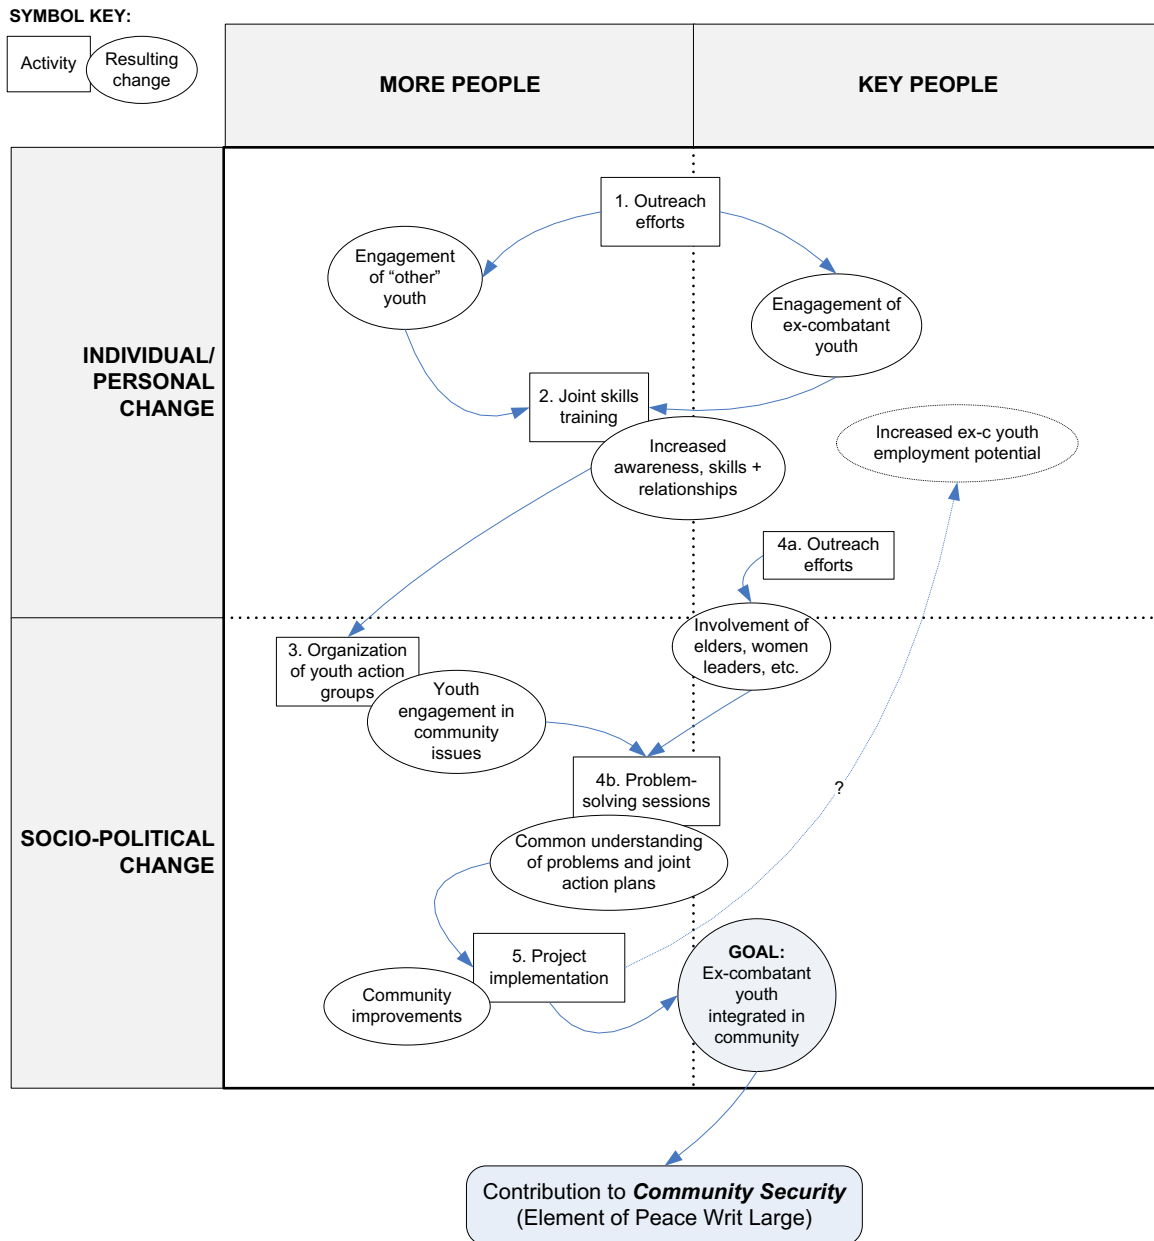 SYMBOL KEY:
Activity
Resulting
change
MORE PEOPLE
KEY PEOPLE
INDIVIDUAL/
PERSONAL
CHANGE
1. Outreach
efforts
Engagement
of “other”
youth
Enagagement of
ex-combatant
youth
2. Joint skills
training
Increased
awareness, skills +
relationships
Increased ex-c youth
employment potential
4a. Outreach
efforts
Involvement of
elders, women
leaders, etc.
SOCIO-POLITICAL
CHANGE
3. Organization
of youth action
groups
Youth
engagement in
community
issues
4b. Problem-
solving sessions
?
Common understanding
of problems and joint
action plans
5. Project
implementation
Community
improvements
GOAL:
Ex-combatant
youth
integrated in
community
Contribution to Community Security
(Element of Peace Writ Large)